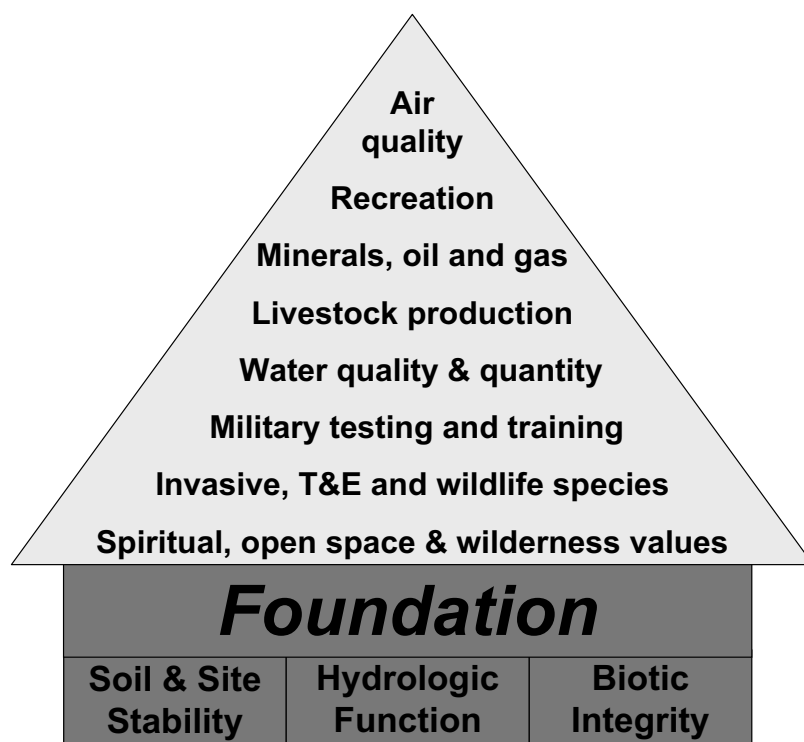 Air
quality
Recreation
Minerals, oil and gas
Livestock production
Water quality & quantity
Military testing and training
Invasive, T&E and wildlife species
Spiritual, open space & wilderness values
Foundation
Soil & Site
Stability
Hydrologic
Function
Biotic
Integrity